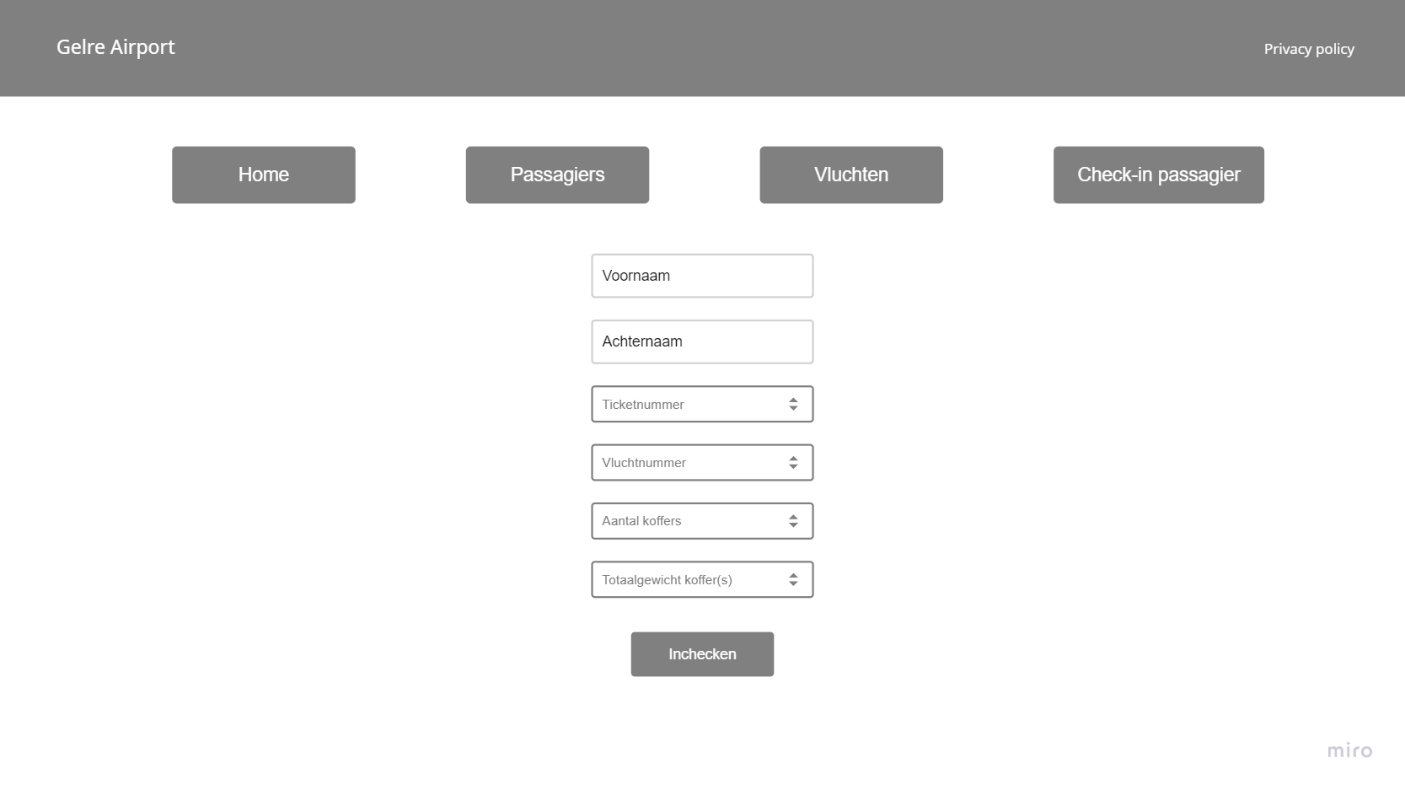 Gelre Airport
Privacy policy
Home
Passagiers
Vluchten
Check-in passagier
Voornaam
Achternaam
Ticketnummer
Vluchtnummer
Aantal koffers
Totaalgewicht koffer(s)
Inchecken
miro